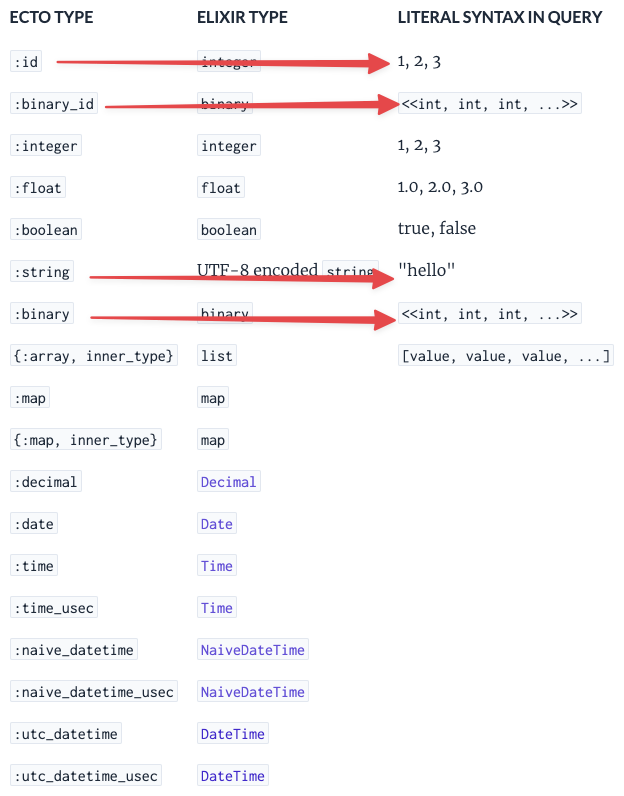 ECTO TYPE ELIXIR TYPE LITERAL SYNTAX IN QUERY
:id integer 1, 2, 3
:binary_id binary <<int, int, int, ...>>
:integer integer 1, 2, 3
:float float 1.0, 2.0, 3.0
:boolean boolean true, false
:string UTF-8 encoded string "hello"
:binary binary <<int, int, int, ...>>
{:array, inner_type} list [value, value, value, ...]
:map map
{:map, inner_type} map
:decimal Decimal
:date Date
:time Time
:time_usec Time
:naive_datetime NaiveDateTime
:naive_datetime_usec NaiveDateTime
:utc_datetime DateTime
:utc_datetime_usec DateTime